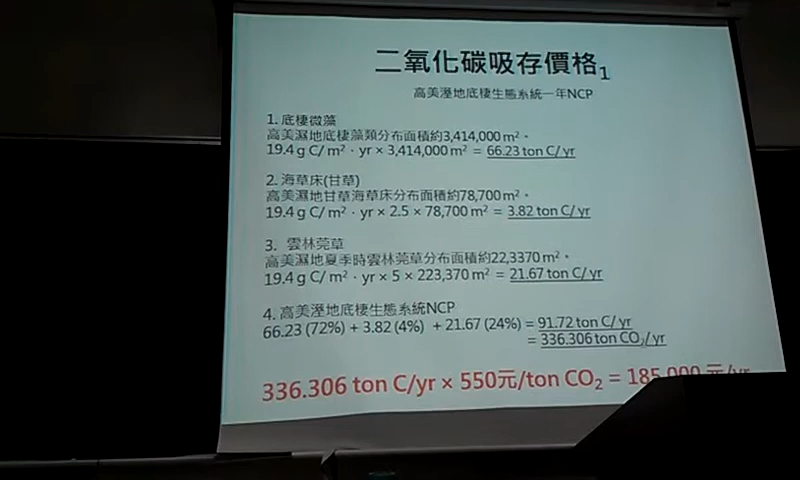 二氧化碳吸存價格1
高美溼地底棲生態系統一年NCP
1. 底棲微藻
高美濕地底棲藻類分布面積約3,414,000 m²。
19.4 g C/ m²‧yr × 3,414,000 m² = 66.23 ton C/ yr
2. 海草床(甘草)
高美濕地甘草海草床分布面積約78,700 m²。
19.4 g C/ m²‧yr × 2.5 × 78,700 m² = 3.82 ton C/ yr
3. 雲林莞草
高美濕地夏季時雲林莞草分布面積約22,3370 m²。
19.4 g C/ m²‧yr × 5 × 223,370 m² = 21.67 ton C/ yr
4. 高美溼地底棲生態系統NCP
66.23 (72%) + 3.82 (4%) + 21.67 (24%) = 91.72 ton C/ yr
= 336.306 ton CO₂/ yr
336.306 ton C/yr × 550元/ton CO₂ = 185,000 元/yr